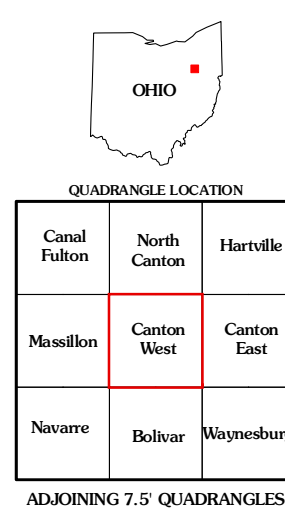 OHIO
QUADRANGLE LOCATION
Canal Fulton
North Canton
Hartville
Massillon
Canton West
Canton East
Navarre
Bolivar
Waynesbur
ADJOINING 7.5' QUADRANGLES